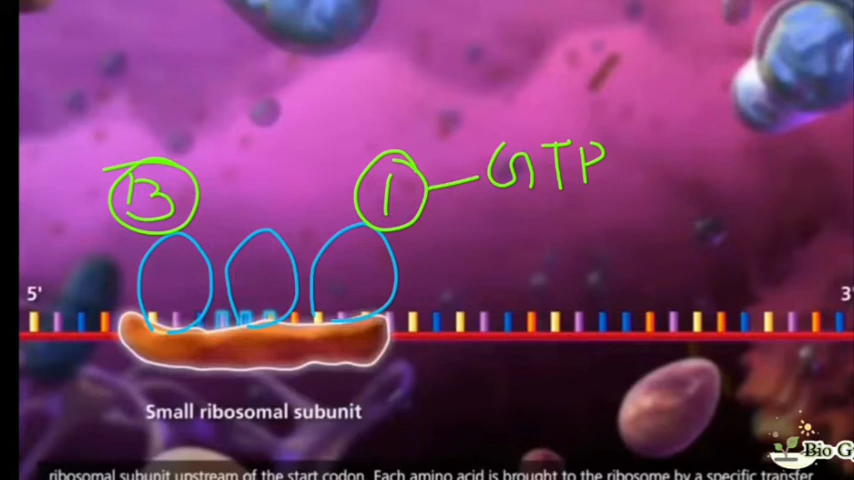 GTP
1
13
5'
3'
Small ribosomal subunit
Bio G
ribosomal subunit upstream of the start codon. Each amino acid is brought to the ribosome by a specific transfer